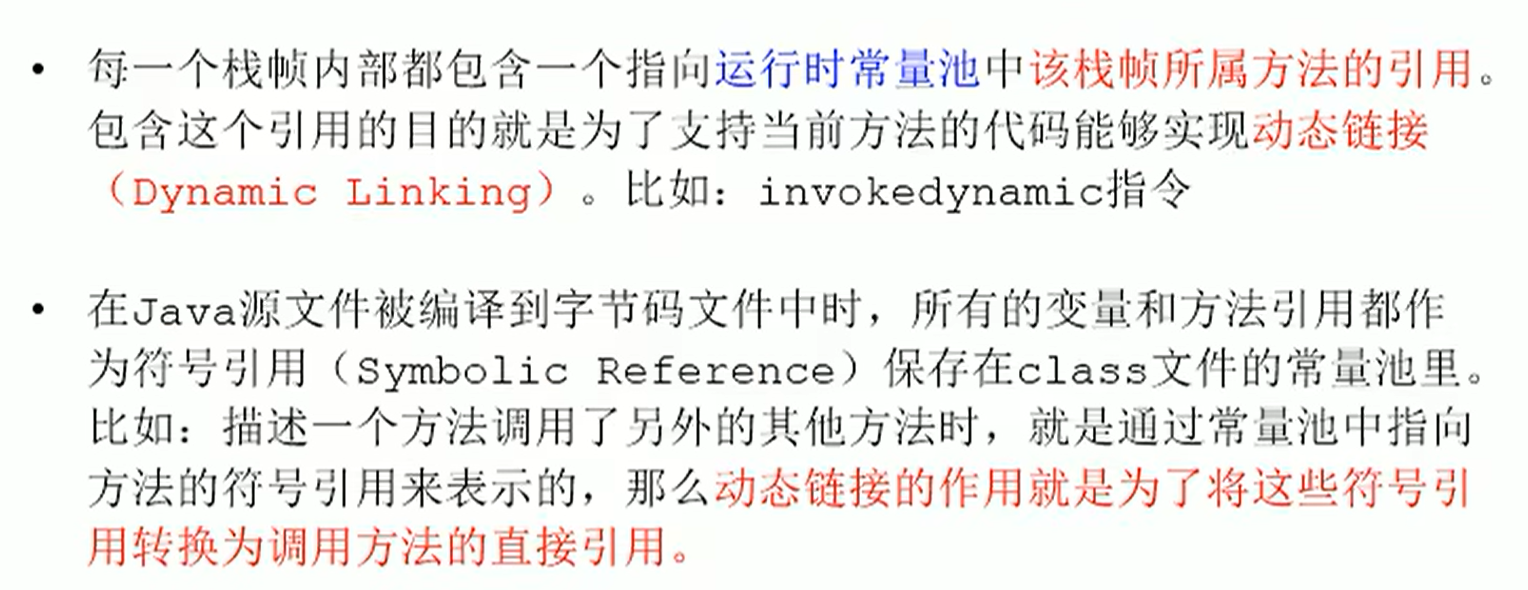 • 每一个栈帧内部都包含一个指向运行时常量池中该栈帧所属方法的引用。
包含这个引用的目的就是为了支持当前方法的代码能够实现动态链接
（Dynamic Linking）。比如：invokedynamic指令
• 在Java源文件被编译到字节码文件中时，所有的变量和方法引用都作
为符号引用（Symbolic Reference）保存在class文件的常量池里。
比如：描述一个方法调用了另外的其他方法时，就是通过常量池中指向
方法的符号引用来表示的，那么动态链接的作用就是为了将这些符号引
用转换为调用方法的直接引用。